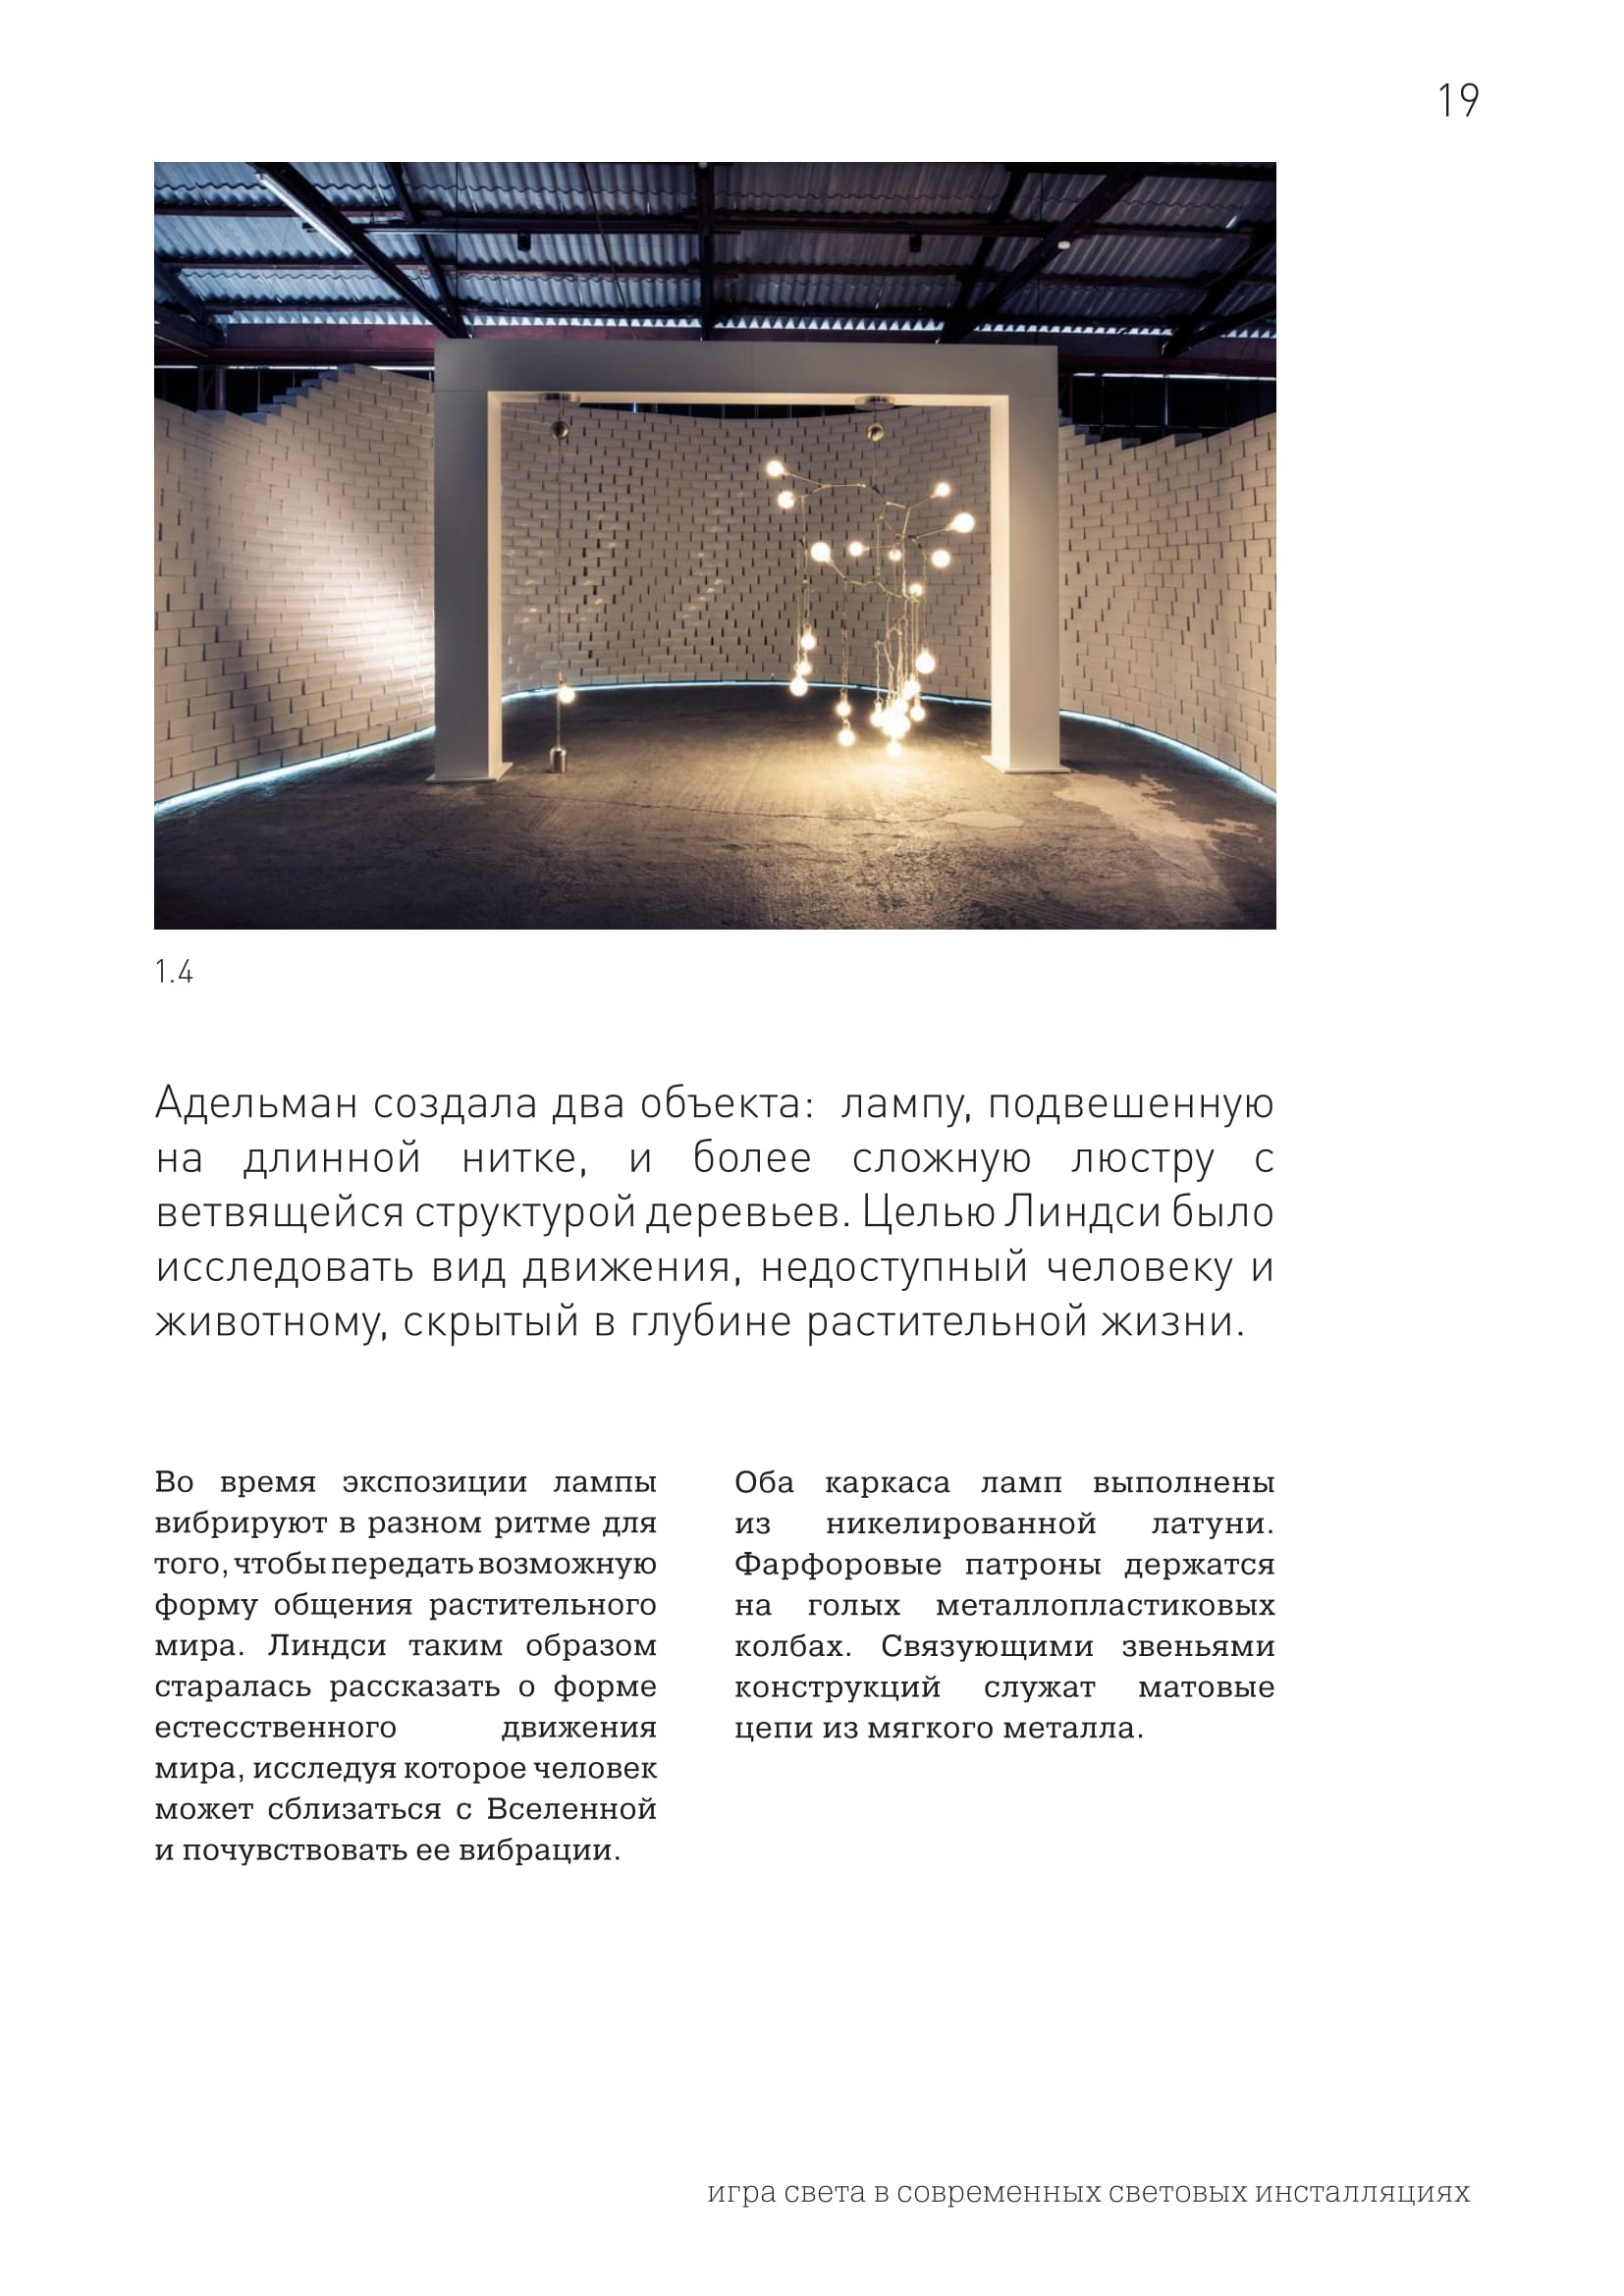 19
1.4
Адельман создала два объекта: лампу, подвешенную
на длинной нитке, и более сложную люстру с
ветвящейся структурой деревьев. Целью Линдси было
исследовать вид движения, недоступный человеку и
животному, скрытый в глубине растительной жизни.
Во время экспозиции лампы
вибрируют в разном ритме для
того, чтобы передать возможную
форму общения растительного
мира. Линдси таким образом
старалась рассказать о форме
естесственного движения
мира, исследуя которое человек
может сблизаться с Вселенной
и почувствовать ее вибрации.
Оба каркаса ламп выполнены
из никелированной латуни.
Фарфоровые патроны держатся
на голых металлопластиковых
колбах. Связующими звеньями
конструкций служат матовые
цепи из мягкого металла.
игра света в современных световых инсталляциях